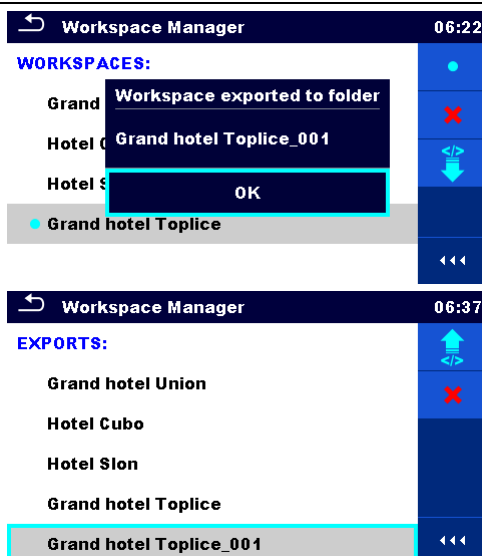 Workspace Manager 06:22
WORKSPACES:
Grand
Workspace exported to folder
Hotel
Grand hotel Toplice_001
Hotel S
OK
Grand hotel Toplice
</>
Workspace Manager 06:37
EXPORTS:
</>
Grand hotel Union
Hotel Cubo
Hotel Slon
Grand hotel Toplice
Grand hotel Toplice_001